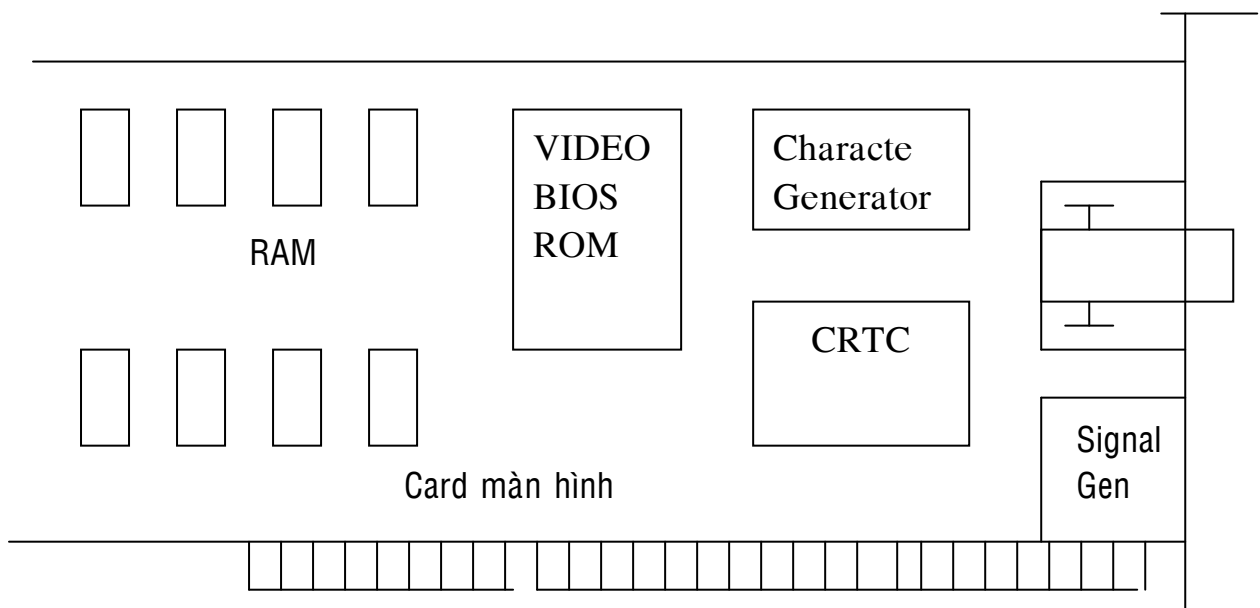 VIDEO
BIOS
ROM
Characte
Generator
RAM
CRTC
Signal
Gen
Card màn hình